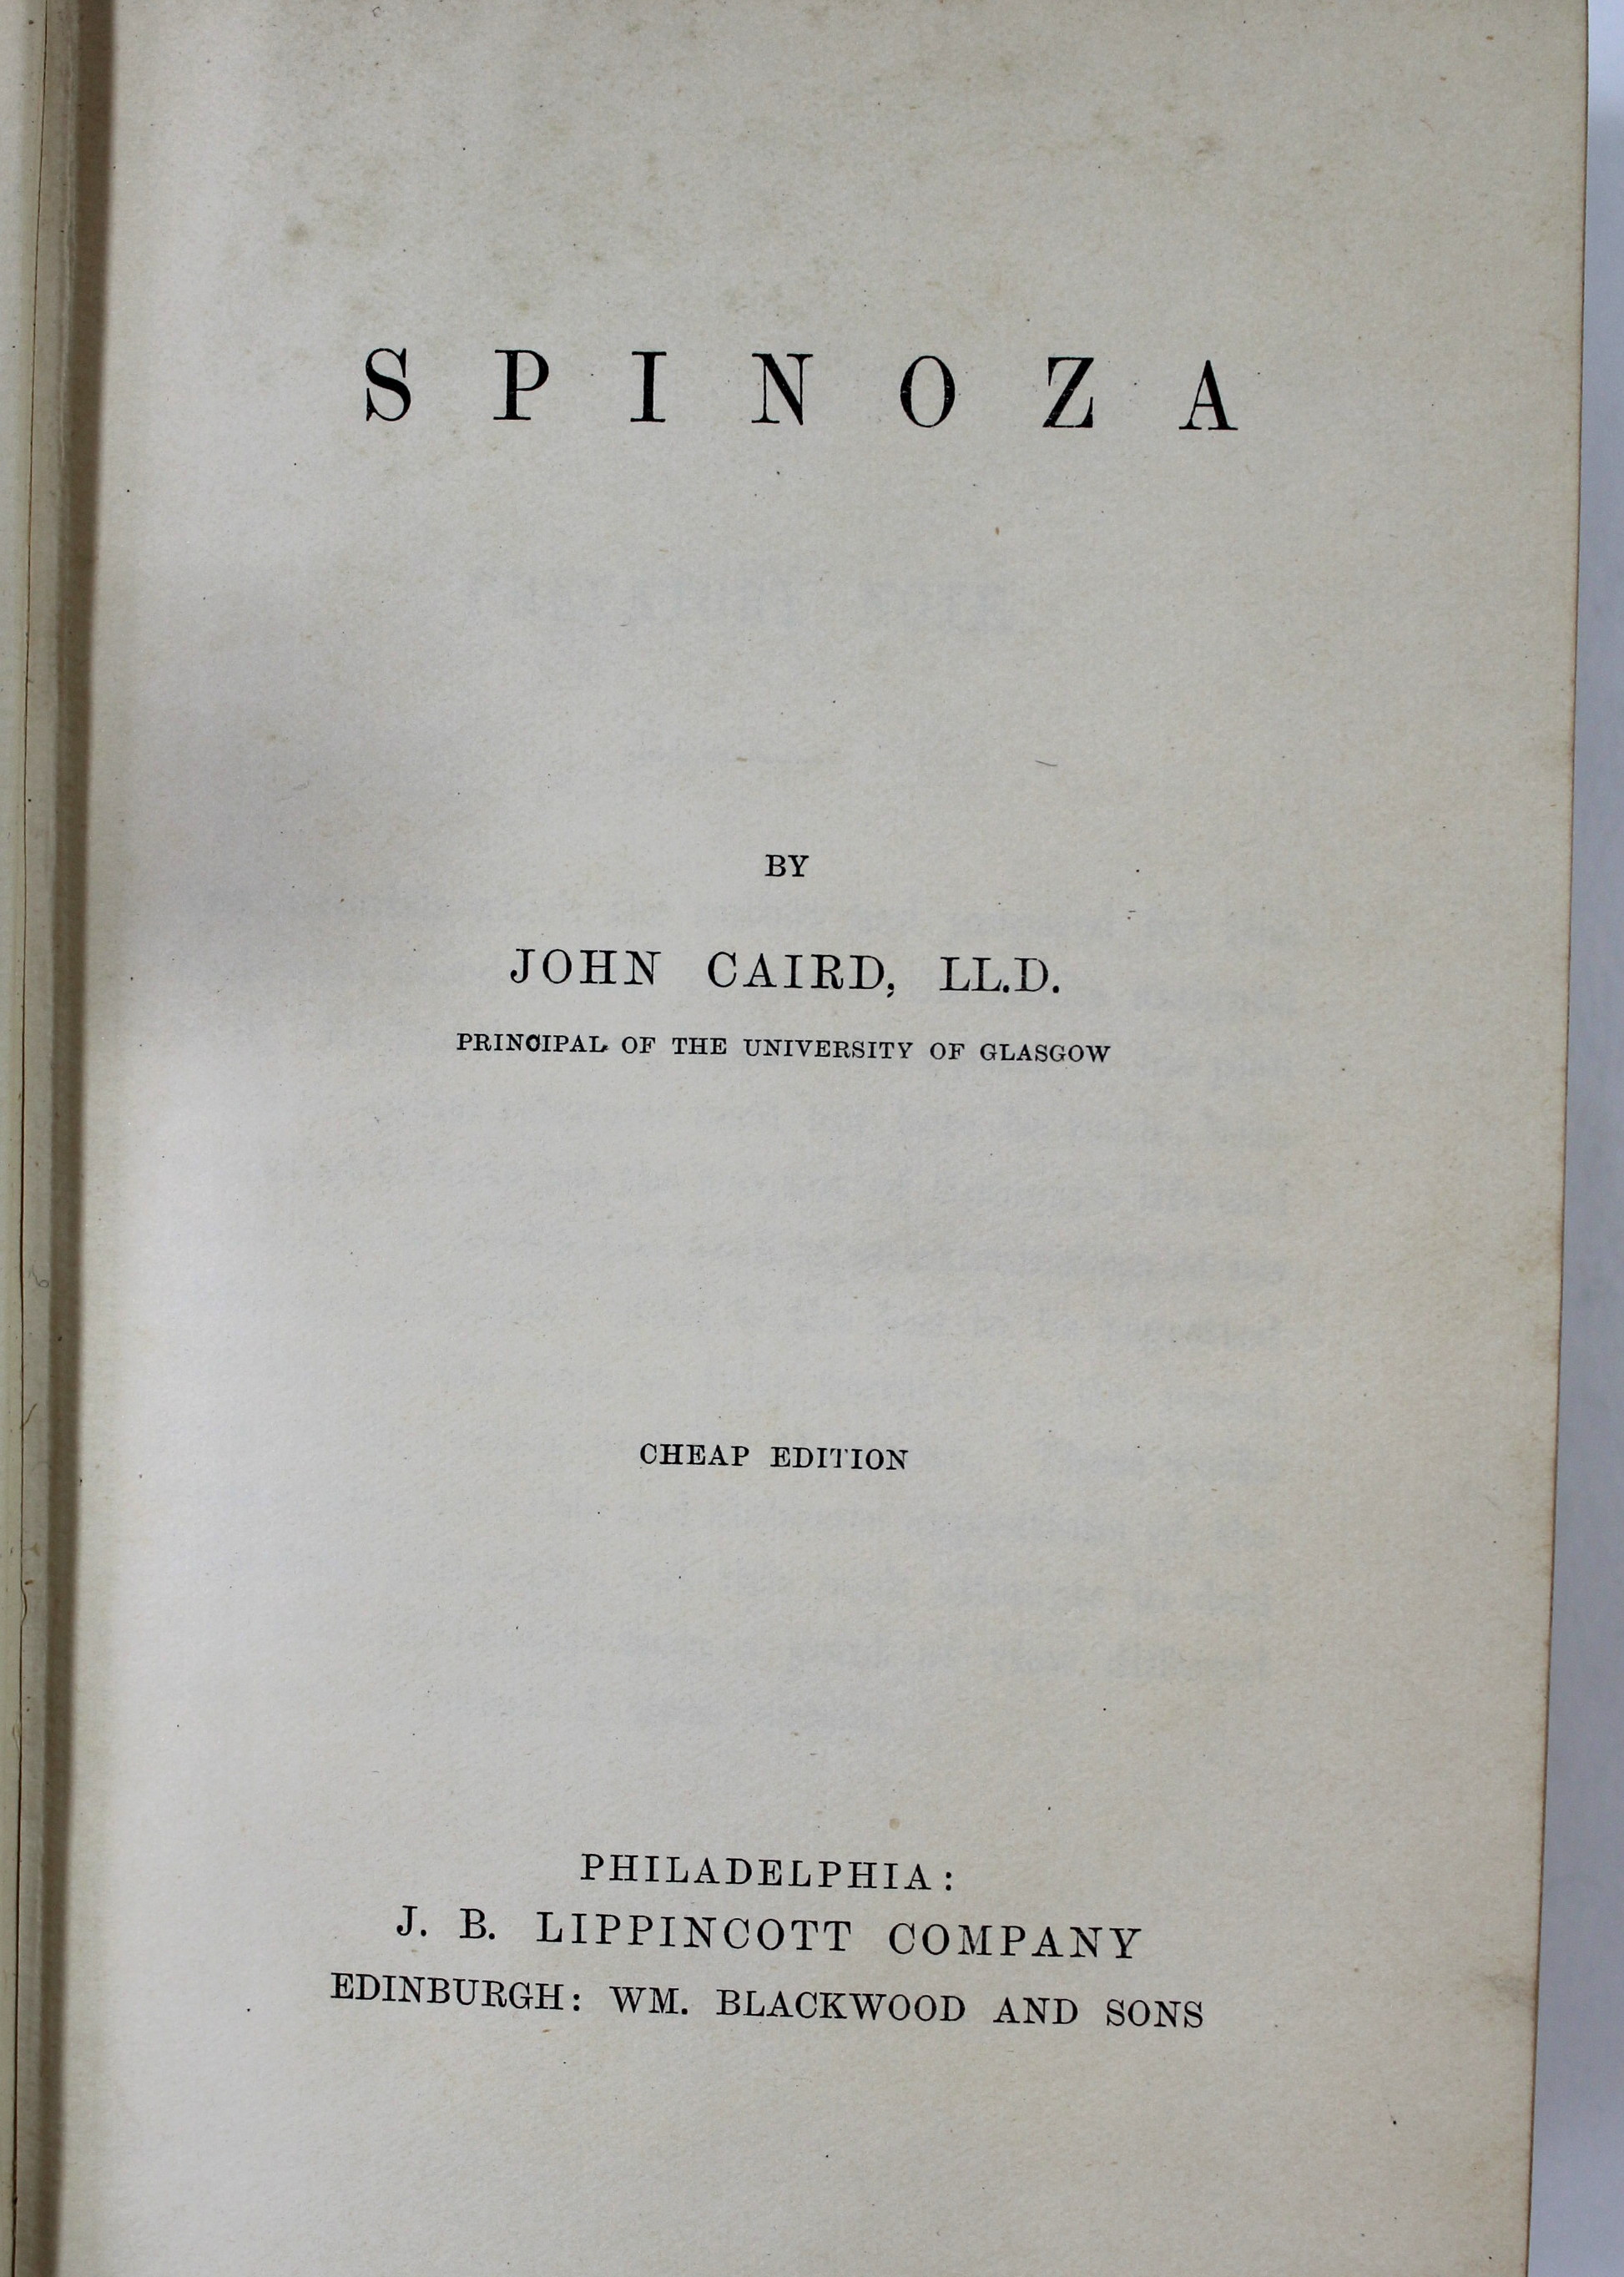 SPINOZA
BY
JOHN CAIRD, LL.D.
PRINCIPAL OF THE UNIVERSITY OF GLASGOW
CHEAP EDITION
PHILADELPHIA:
J. B. LIPPINCOTT COMPANY
EDINBURGH: WM. BLACKWOOD AND SONS